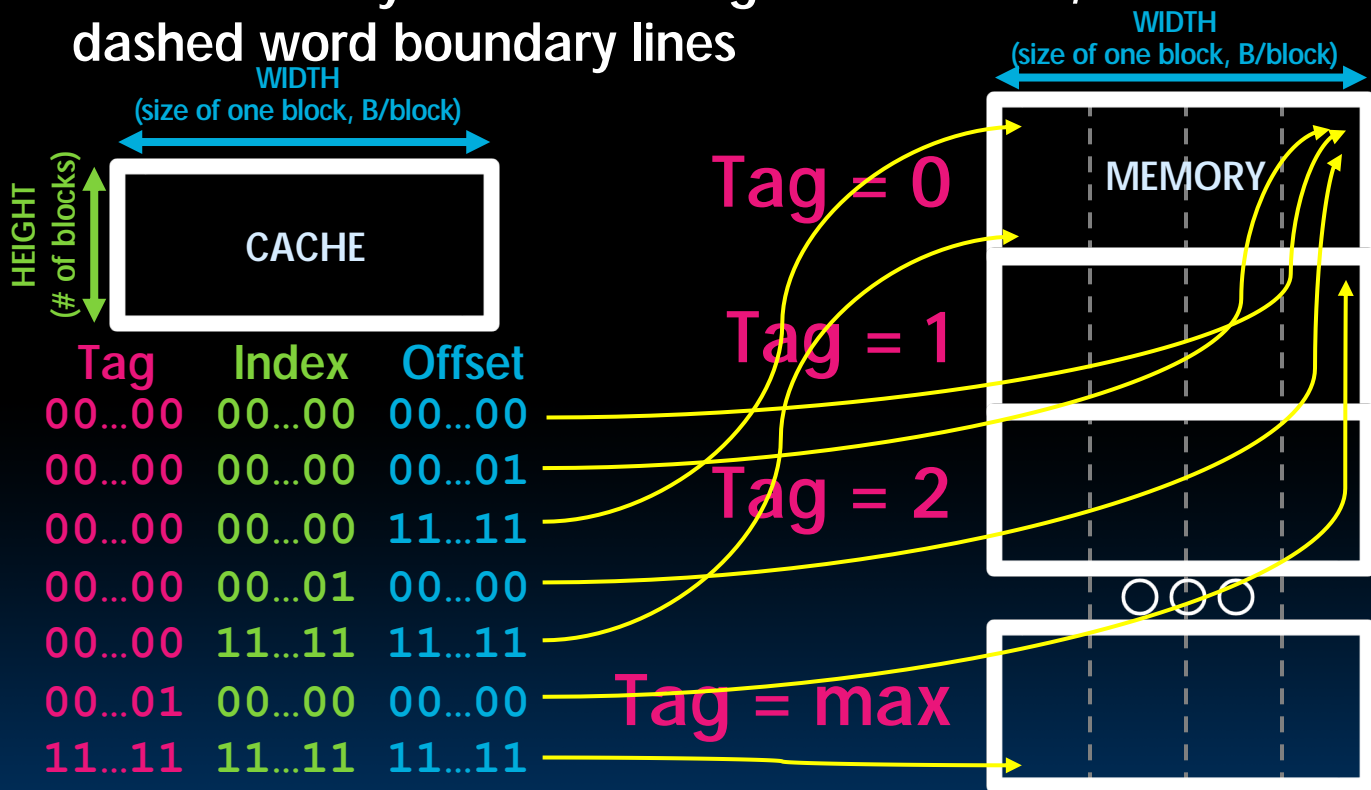 dashed word boundary lines
WIDTH
(size of one block, B/block)
HEIGHT
(# of blocks)
CACHE
Tag Index Offset
00...00 00...00 00...00
00...00 00...00 00...01
00...00 00...00 11...11
00...00 00...01 00...00
00...00 11...11 11...11
00...01 00...00 00...00
11...11 11...11 11...11
WIDTH
(size of one block, B/block)
MEMORY
Tag = 0
Tag = 1
Tag = 2
Tag = max